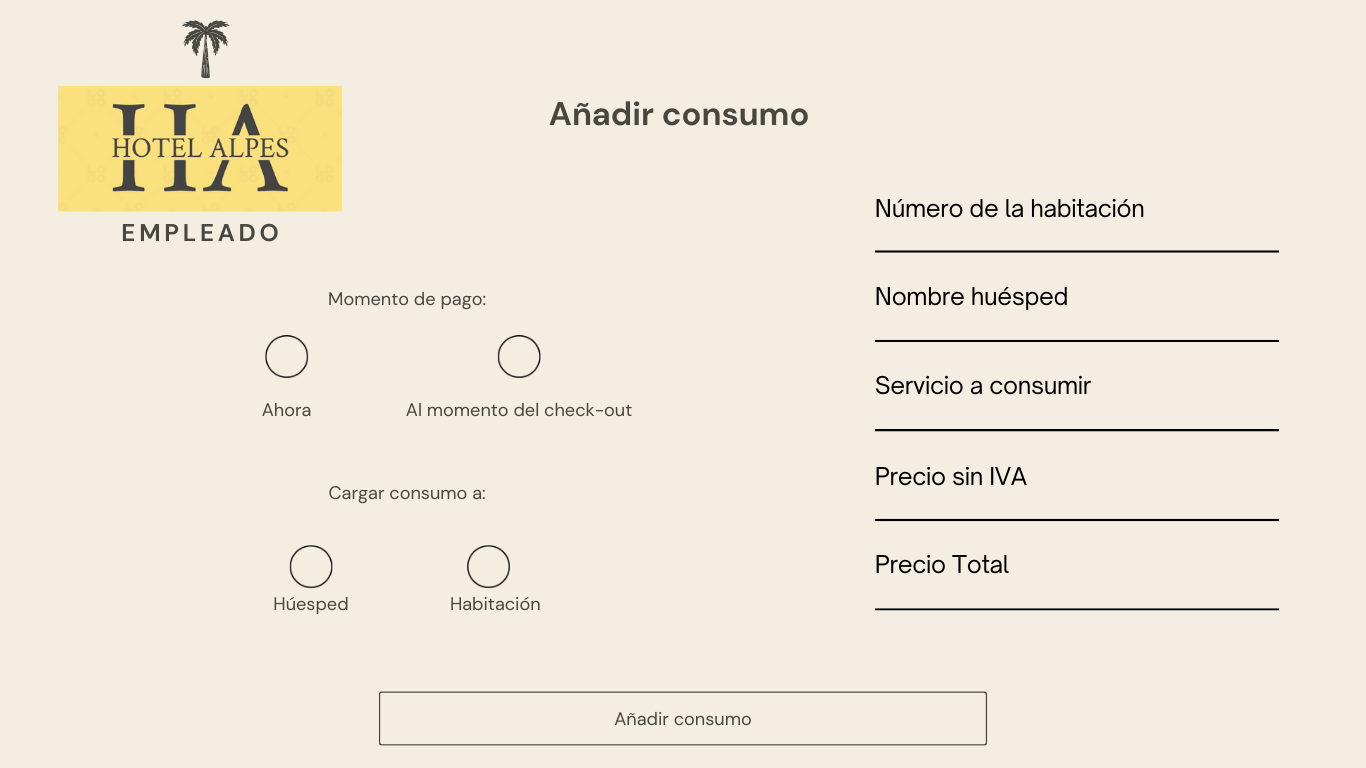 HA
HOTEL ALPES
EMPLEADO
Añadir consumo
Momento de pago:
Ahora
Al momento del check-out
Cargar consumo a:
Húesped
Habitación
Número de la habitación
Nombre huésped
Servicio a consumir
Precio sin IVA
Precio Total
Añadir consumo